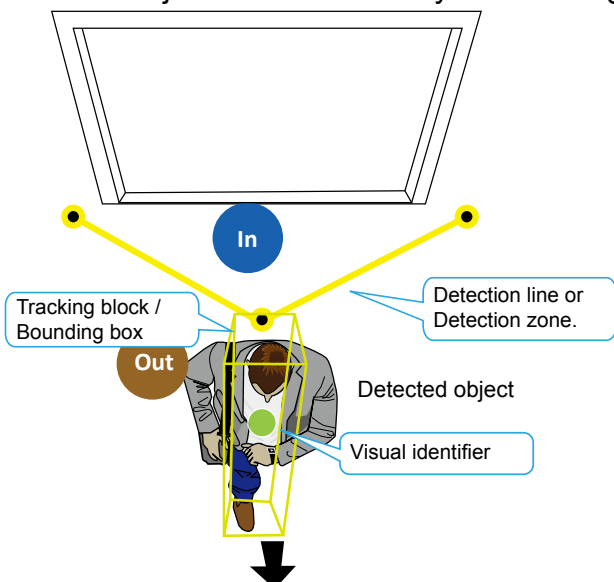 In
Tracking block /
Bounding box
Detection line or
Detection zone.
Out
Detected object
Visual identifier